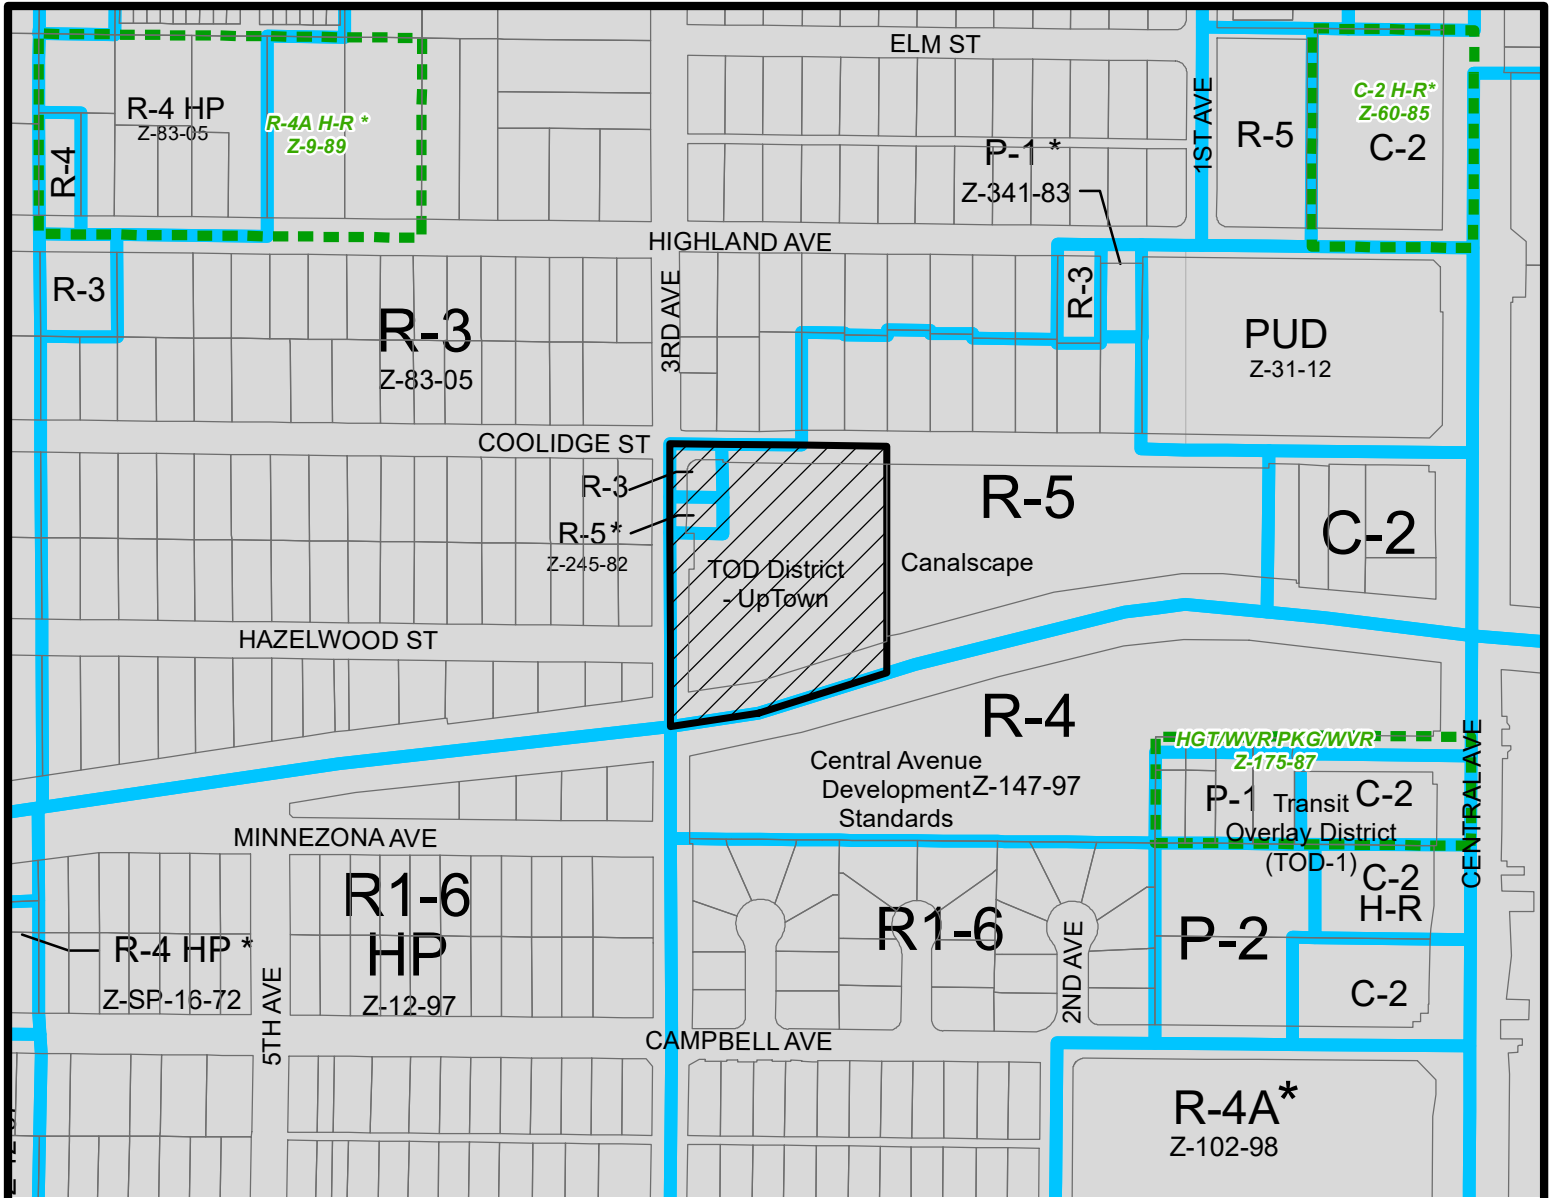 ELM ST
R-4 HP
Z-83-05
R-4A H-R *
Z-9-89
R-4
P-1 *
Z-341-83
1ST AVE
R-5
C-2 H-R*
Z-60-85
C-2
HIGHLAND AVE
R-3
R-3
Z-83-05
3RD AVE
R-3
PUD
Z-31-12
COOLIDGE ST
R-3
R-5*
Z-245-82
TOD District
- UpTown
R-5
Canalscape
C-2
HAZELWOOD ST
R-4
Central Avenue
Development
Standards
Z-147-97
HGT/WVR PKG/WVR
Z-175-87
P-1
C-2
Transit
Overlay District
(TOD-1)
CENTRAL AVE
MINNEZONA AVE
R1-6
HP
Z-12-97
R-4 HP *
Z-SP-16-72
5TH AVE
R1-6
2ND AVE
P-2
C-2
H-R
C-2
CAMPBELL AVE
R-4A*
Z-102-98